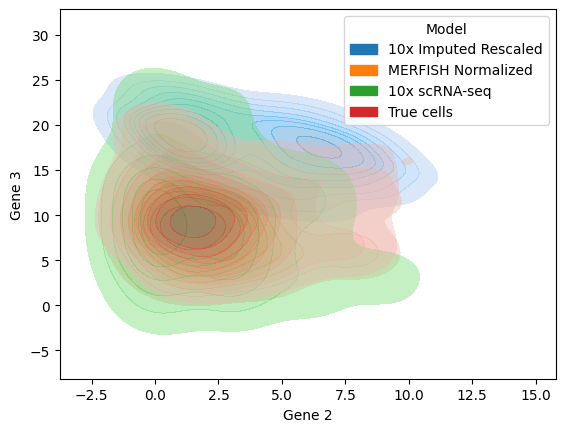 Model
10x Imputed Rescaled
MERFISH Normalized
10x scRNA-seq
True cells
30
25
20
15
10
5
0
−5
Gene 3
−2.5 0.0 2.5 5.0 7.5 10.0 12.5 15.0
Gene 2